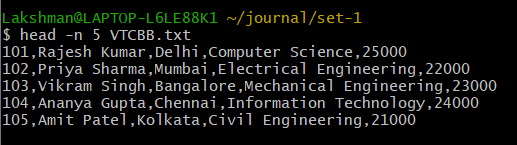 Lakshman@LAPTOP-L6LE88K1 ~/journal/set-1
$ head -n 5 VTCBB.txt
101,Rajesh Kumar,Delhi,Computer Science,25000
102,Priya Sharma,Mumbai,Electrical Engineering,22000
103,Vikram Singh,Bangalore,Mechanical Engineering,23000
104,Ananya Gupta,Chennai,Information Technology,24000
105,Amit Patel,Kolkata,Civil Engineering,21000